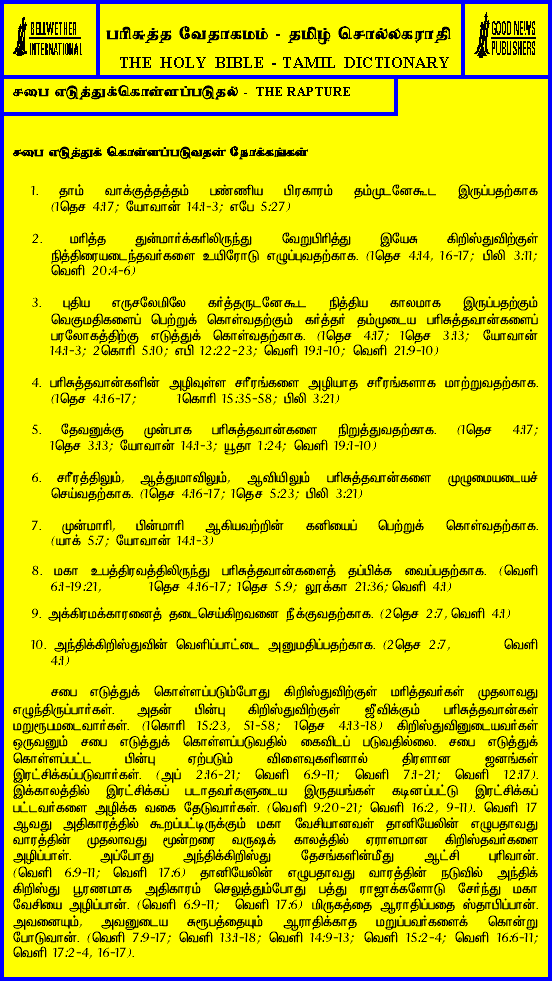 BELLWETHER
INTERNATIONAL
பரிசுத்த வேதாகமம் - தமிழ் சொல்லகராதி
THE HOLY BIBLE - TAMIL DICTIONARY
GOOD NEWS
PUBLISHERS
சபை எடுத்துக்கொள்ளப்படுதல் - THE RAPTURE
சபை எடுத்துக் கொள்ளப்படுவதன் நோக்கங்கள்
1. தாம் வாக்குத்தத்தம் பண்ணிய பிரகாரம் தம்முடனேகூட இருப்பதற்காக
(1தெச 4:17; யோவான் 14:1-3; எபே 5:27)
2. மரித்த துன்மார்க்கரிலிருந்து வேறுபிரித்து இயேசு கிறிஸ்துவிற்குள்
நித்திரையடைந்தவர்களை உயிரோடு எழுப்புவதற்காக. (1தெச 4:14, 16-17; பிலி 3:11;
வெளி 20:4-6)
3. புதிய எருசலேமிலே கர்த்தருடனேகூட நித்திய காலமாக இருப்பதற்கும்
வெகுமதிகளைப் பெற்றுக் கொள்வதற்கும் கர்த்தர் தம்முடைய பரிசுத்தவான்களைப்
பரலோகத்திற்கு எடுத்துக் கொள்வதற்காக. (1தெச 4:17; 1தெச 3:13; யோவான்
14:1-3; 2கொரி 5:10; எபி 12:22-23; வெளி 19:1-10; வெளி 21:9-10)
4. பரிசுத்தவான்களின் அழிவுள்ள சரீரங்களை அழியாத சரீரங்களாக மாற்றுவதற்காக.
(1தெச 4:16-17; 1கொரி 15:35-58; பிலி 3:21)
5. தேவனுக்கு முன்பாக பரிசுத்தவான்களை நிறுத்துவதற்காக. (1தெச 4:17;
1தெச 3:13; யோவான் 14:1-3; யூதா 1:24; வெளி 19:1-10)
6. சரீரத்திலும், ஆத்துமாவிலும், ஆவியிலும் பரிசுத்தவான்களை முழுமையடையச்
செய்வதற்காக. (1தெச 4:16-17; 1தெச 5:23; பிலி 3:21)
7. முன்மாரி, பின்மாரி ஆகியவற்றின் கனியைப் பெற்றுக் கொள்வதற்காக.
(யாக் 5:7; யோவான் 14:1-3)
8. மகா உபத்திரவத்திலிருந்து பரிசுத்தவான்களைத் தப்பிக்க வைப்பதற்காக. (வெளி
6:1-19:21, 1தெச 4:16-17; 1தெச 5:9; லூக்கா 21:36; வெளி 4:1)
9. அக்கிரமக்காரனைத் தடைசெய்கிறவனை நீக்குவதற்காக. (2தெச 2:7, வெளி 4:1)
10. அந்திக்கிறிஸ்துவின் வெளிப்பாட்டை அனுமதிப்பதற்காக. (2தெச 2:7, வெளி
4:1)
சபை எடுத்துக் கொள்ளப்படும்போது கிறிஸ்துவிற்குள் மரித்தவர்கள் முதலாவது
எழுந்திருப்பார்கள். அதன் பின்பு கிறிஸ்துவிற்குள் ஜீவிக்கும் பரிசுத்தவான்கள்
மறுரூபமடைவார்கள். (1கொரி 15:23, 51-58; 1தெச 4:13-18) கிறிஸ்துவினுடையவர்கள்
ஒருவனும் சபை எடுத்துக் கொள்ளப்படுவதில் கைவிடப் படுவதில்லை. சபை எடுத்துக்
கொள்ளப்பட்ட பின்பு ஏற்படும் விளைவுகளினால் திரளான ஜனங்கள்
இரட்சிக்கப்படுவார்கள். (அப் 2:16-21; வெளி 6:9-11; வெளி 7:1-21; வெளி 12:17).
இக்காலத்தில் இரட்சிக்கப் படாதவர்களுடைய இருதயங்கள் கடினப்பட்டு இரட்சிக்கப்
பட்டவர்களை அழிக்க வகை தேடுவார்கள். (வெளி 9:20-21; வெளி 16:2, 9-11). வெளி 17
ஆவது அதிகாரத்தில் கூறப்பட்டிருக்கும் மகா வேசியானவள் தானியேலின் எழுபதாவது
வாரத்தின் முதலாவது மூன்றரை வருஷக் காலத்தில் ஏராளமான கிறிஸ்தவர்களை
அழிப்பாள். அப்போது அந்திக்கிறிஸ்து தேசங்களின்மீது ஆட்சி புரிவான்.
(வெளி 6:9-11; வெளி 17:6) தானியேலின் எழுபதாவது வாரத்தின் நடுவில் அந்திக்
கிறிஸ்து பூரணமாக அதிகாரம் செலுத்தும்போது பத்து ராஜாக்களோடு சேர்ந்து மகா
வேசியை அழிப்பான். (வெளி 6:9-11; வெளி 17:6) மிருகத்தை ஆராதிப்பதை ஸ்தாபிப்பான்.
அவனையும், அவனுடைய சுரூபத்தையும் ஆராதிக்காத மறுப்பவர்களைக் கொன்று
போடுவான். (வெளி 7:9-17; வெளி 13:1-18; வெளி 14:9-13; வெளி 15:2-4; வெளி 16:6-11;
வெளி 17:2-4, 16-17).